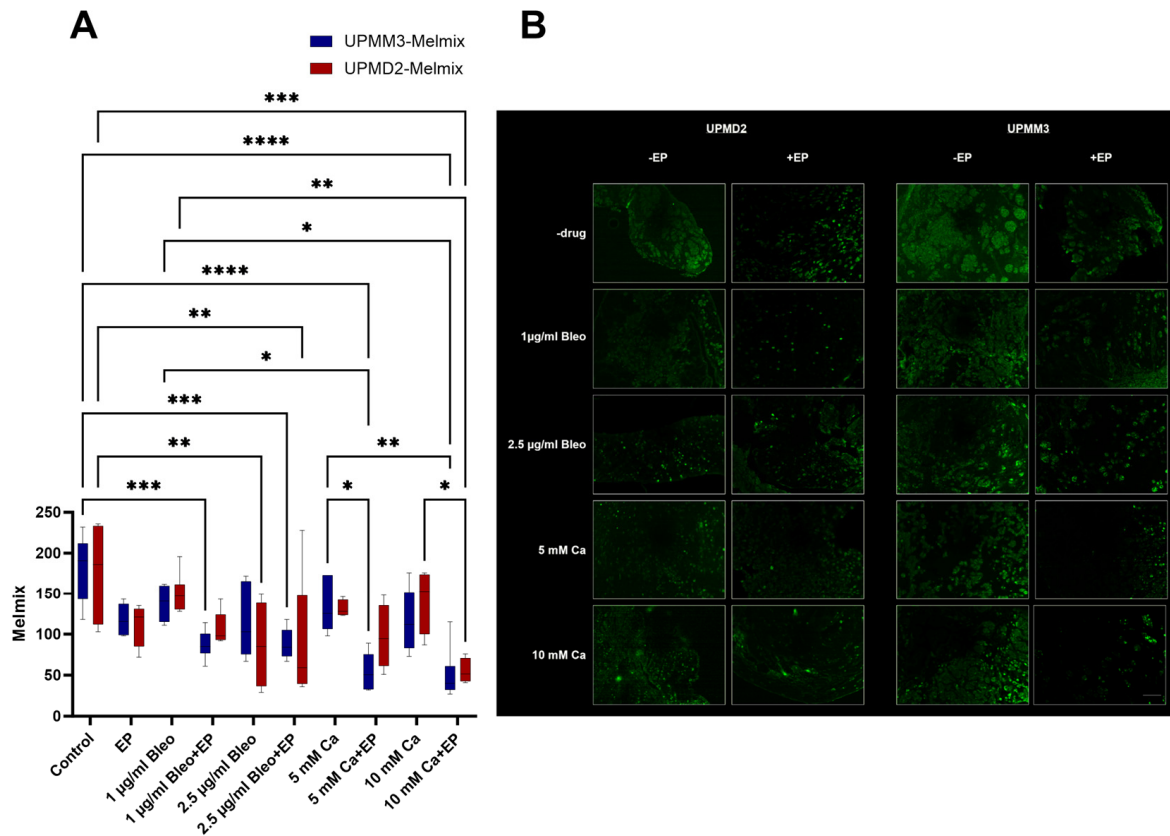 A
UPMM3-Melmix
UPMD2-Melmix
***
****
**
*
****
**
*
***
**
**
***
*
*
Melmix
250
200
150
100
50
0
Control
EP
1 µg/ml Bleo
1 µg/ml Bleo+EP
2.5 µg/ml Bleo
2.5 µg/ml Bleo+EP
5 mM Ca
5 mM Ca+EP
10 mM Ca
10 mM Ca+EP
B
UPMD2 UPMM3
-EP +EP -EP +EP
-drug
1µg/ml Bleo
2.5 µg/ml Bleo
5 mM Ca
10 mM Ca